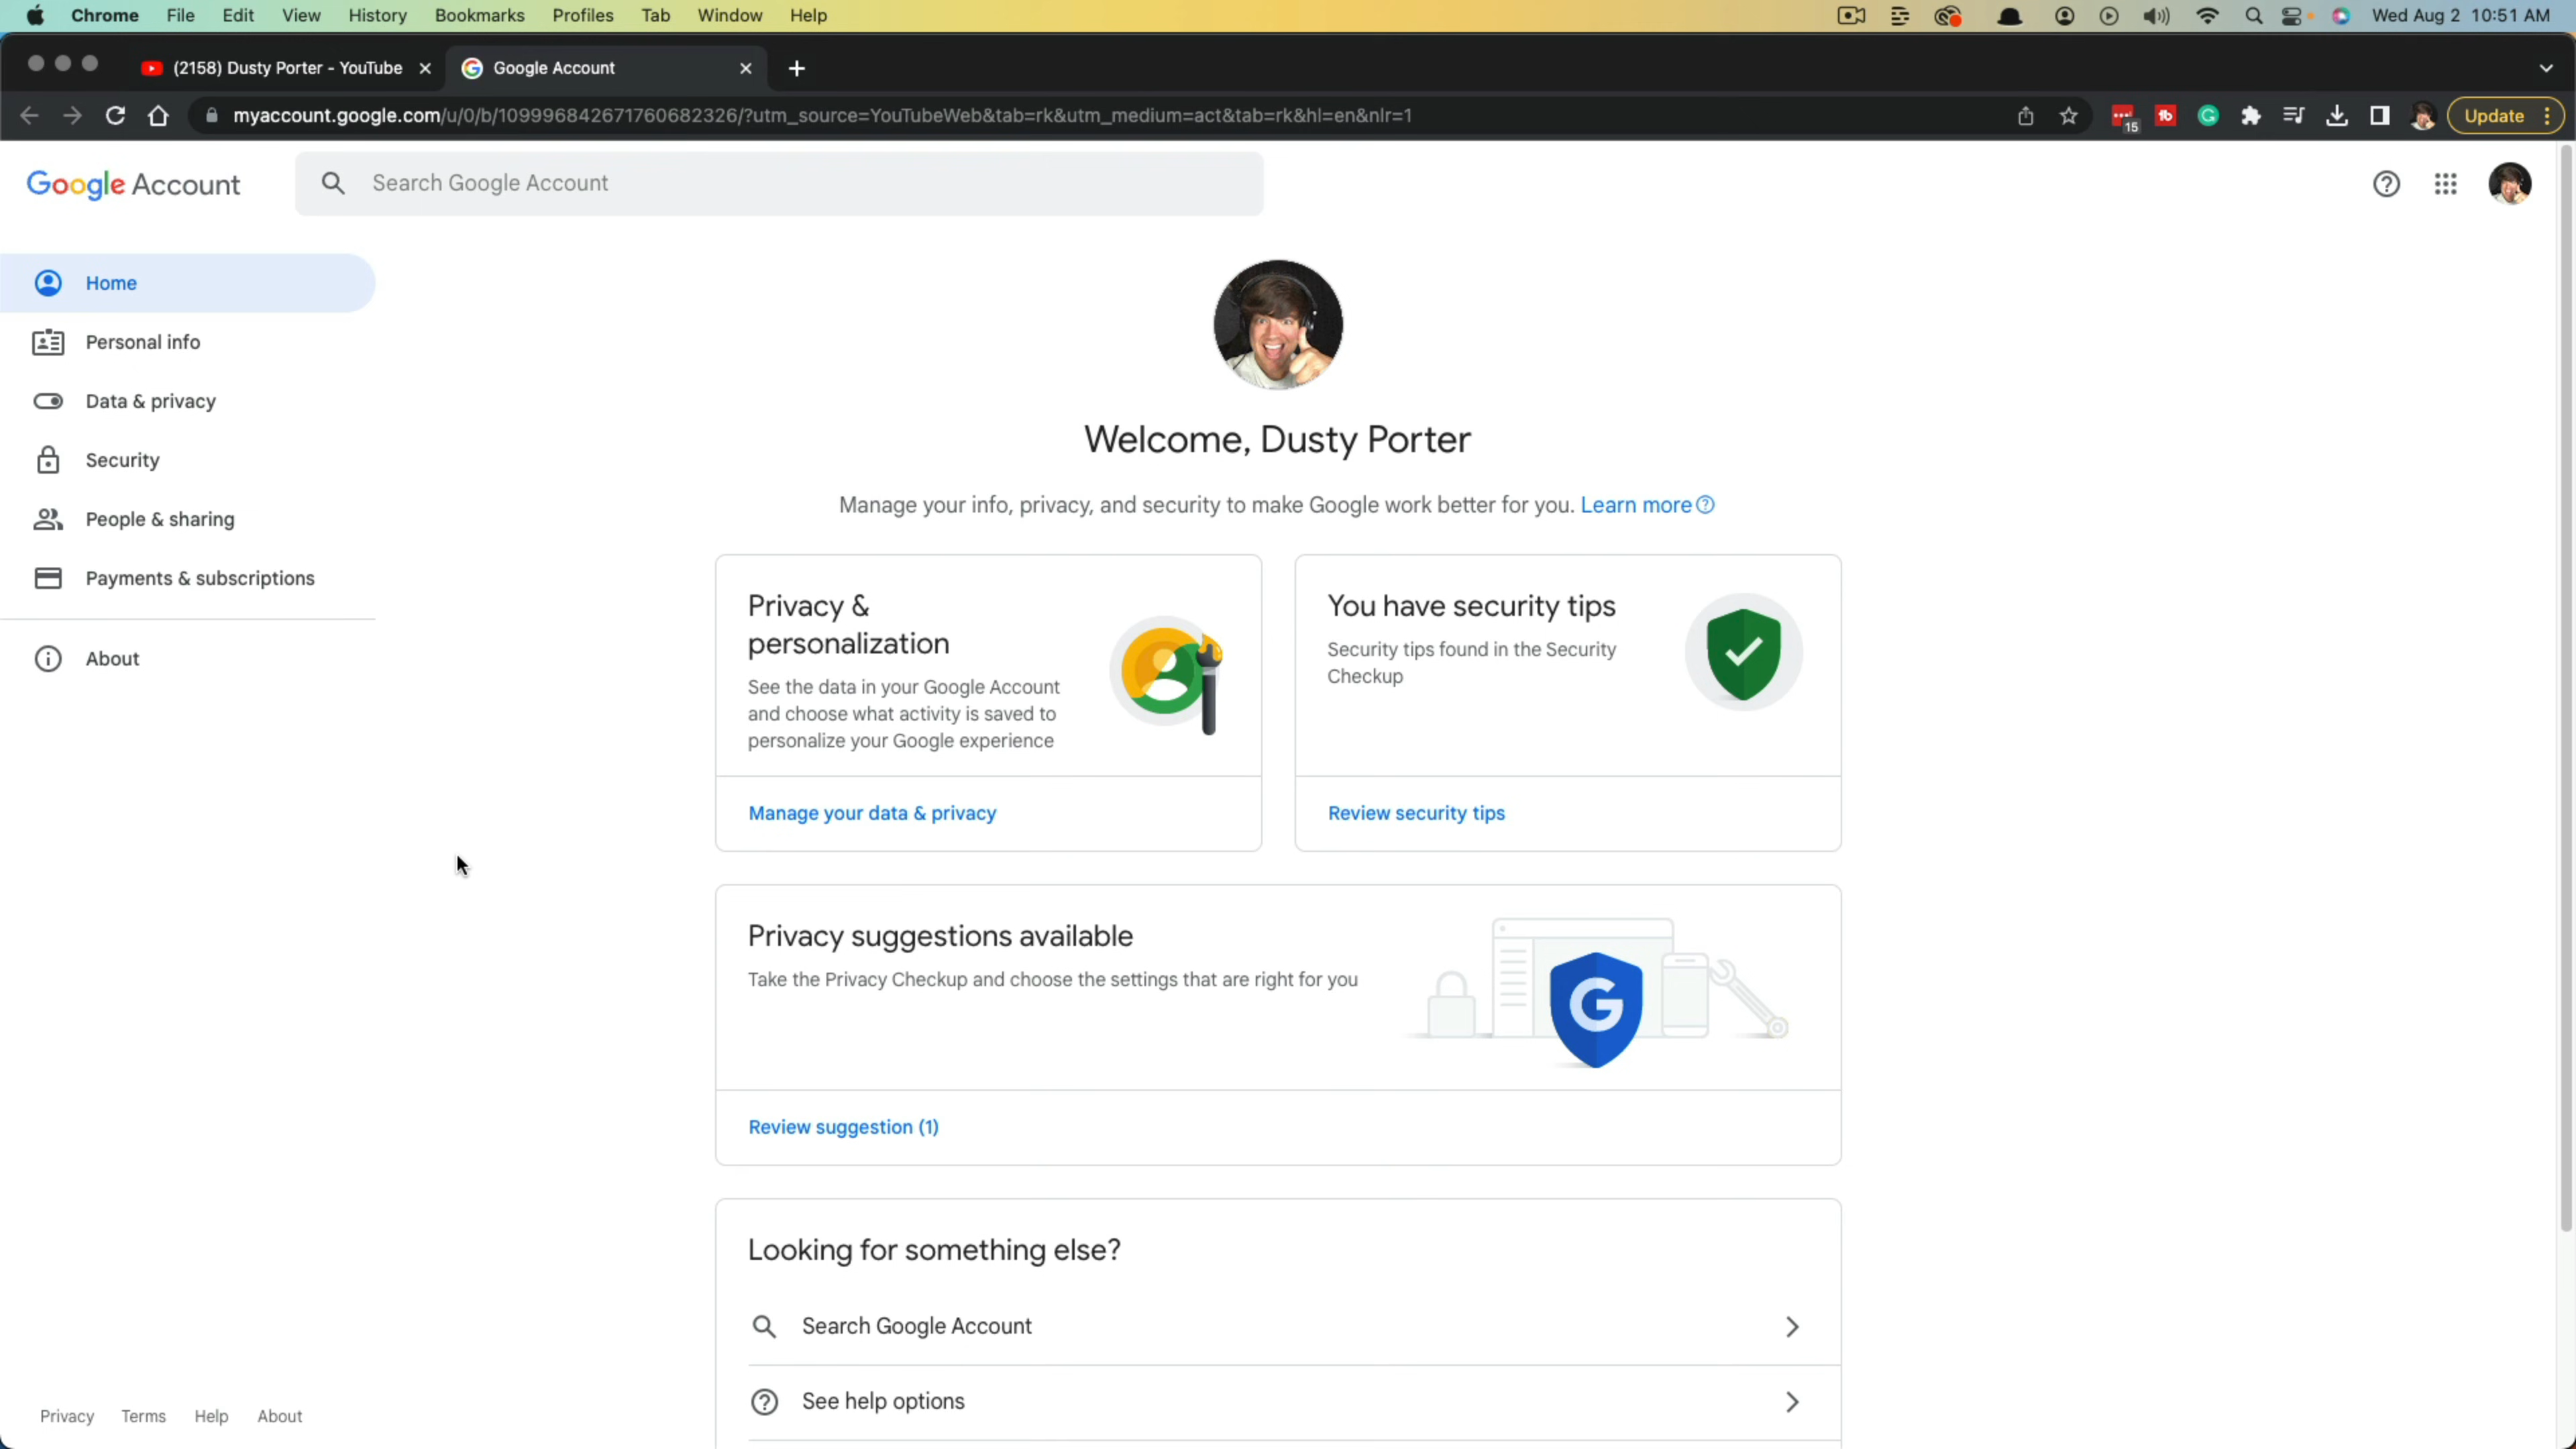 Chrome File Edit View History Bookmarks Profiles Tab Window Help Wed Aug 2 10:51 AM
(2158) Dusty Porter - YouTube Google Account
myaccount.google.com/u/0/b/109996842671760682326/?utm_source=YouTubeWeb&tab=rk&utm_medium=act&tab=rk&hl=en&nlr=1 15 Update
Google Account Search Google Account
Home
Personal info
Data & privacy
Security
People & sharing
Payments & subscriptions
About
Welcome, Dusty Porter
Manage your info, privacy, and security to make Google work better for you. Learn more
Privacy &
personalization
See the data in your Google Account
and choose what activity is saved to
personalize your Google experience
Manage your data & privacy
You have security tips
Security tips found in the Security
Checkup
Review security tips
Privacy suggestions available
Take the Privacy Checkup and choose the settings that are right for you
G
Review suggestion (1)
Looking for something else?
Search Google Account
See help options
Privacy Terms Help About